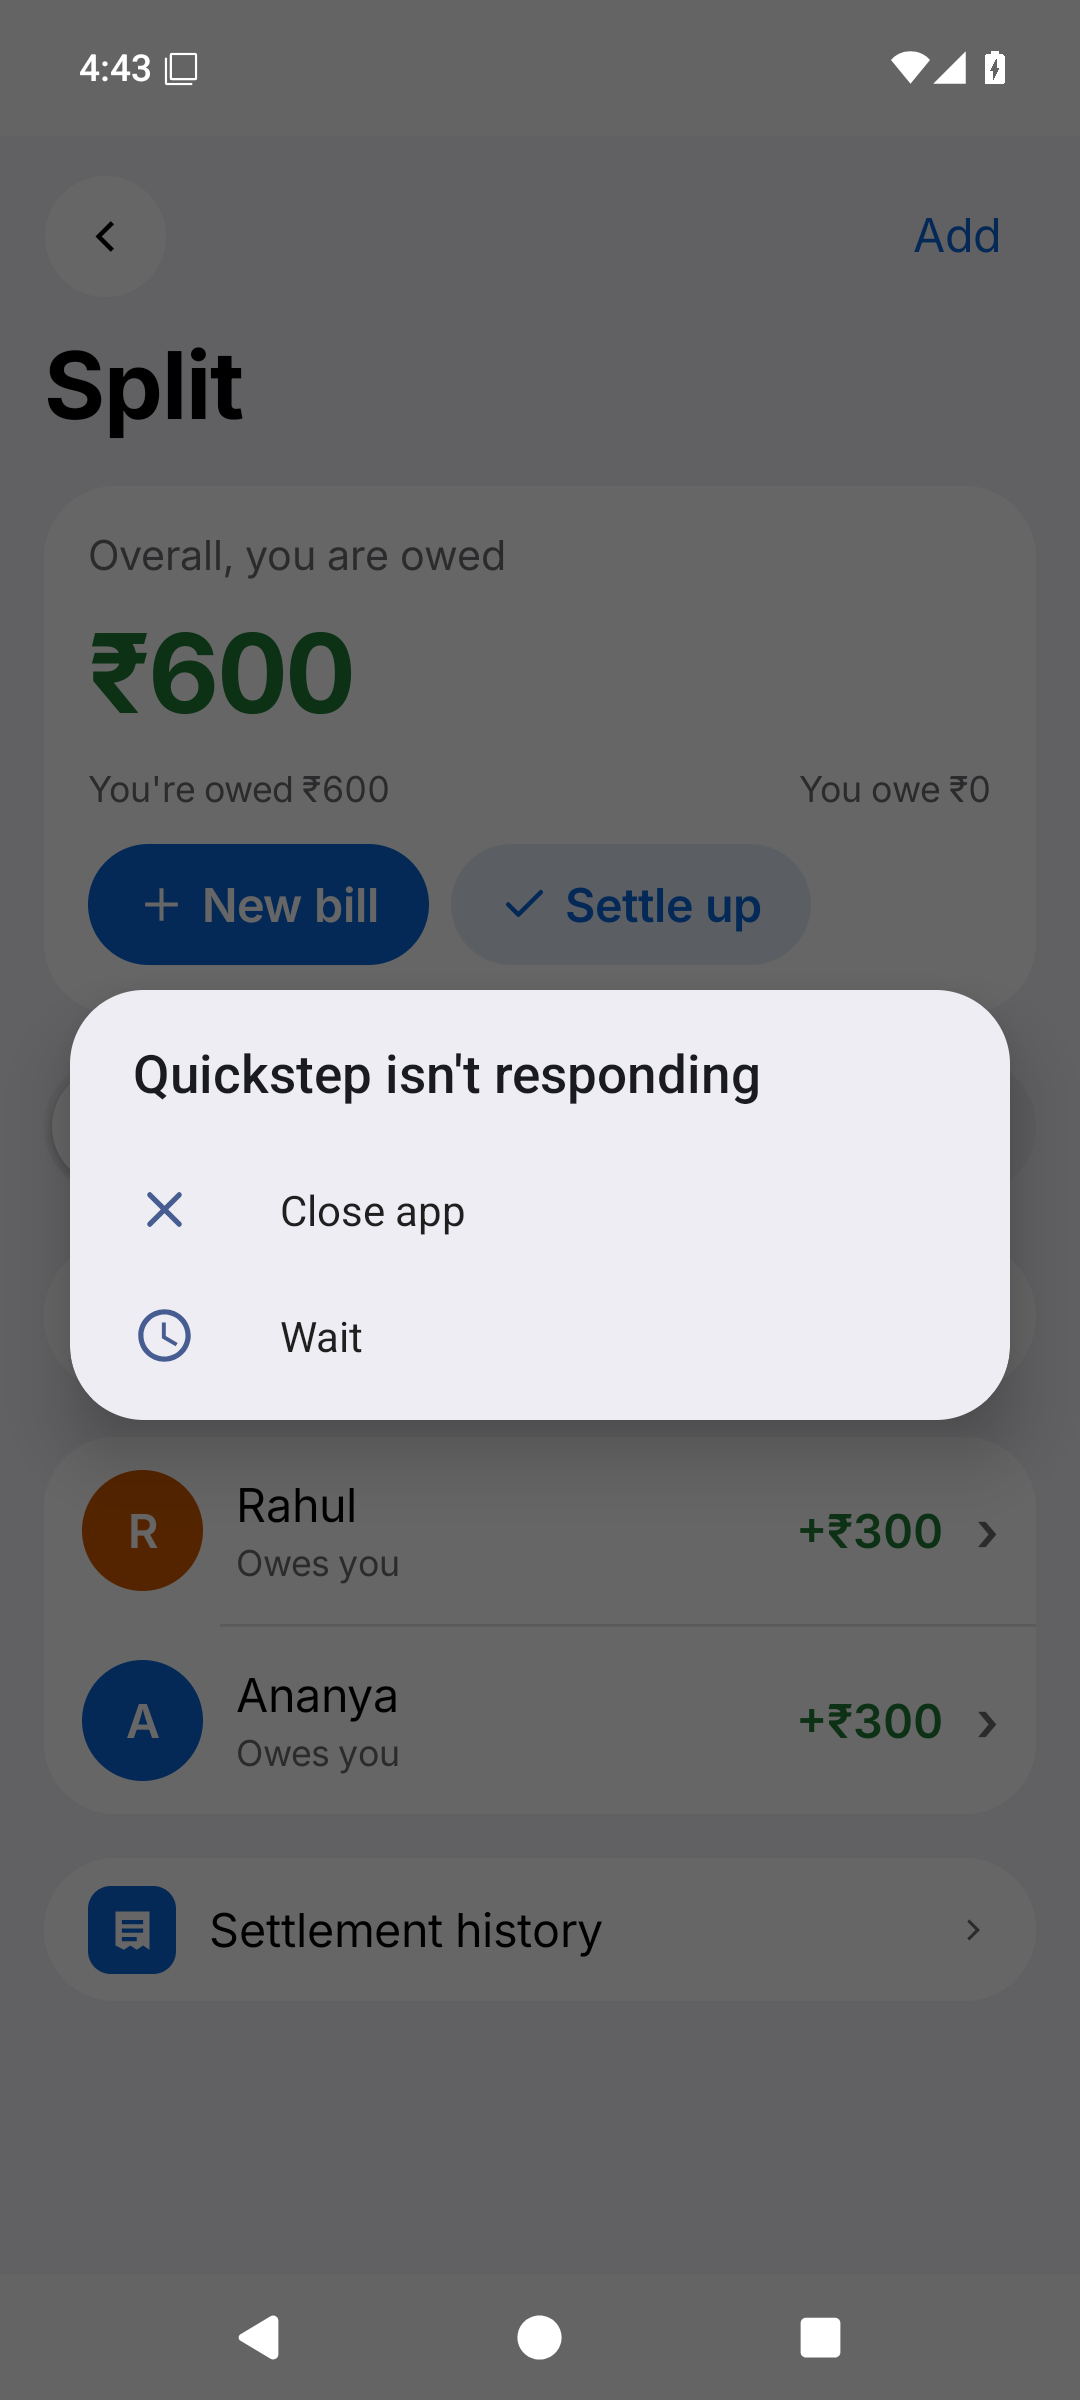 4:43
Add
Split
Overall, you are owed
₹600
You're owed ₹600
You owe ₹0
New bill
Settle up
Quickstep isn't responding
Close app
Wait
R
Rahul
Owes you
+₹300
A
Ananya
Owes you
+₹300
Settlement history